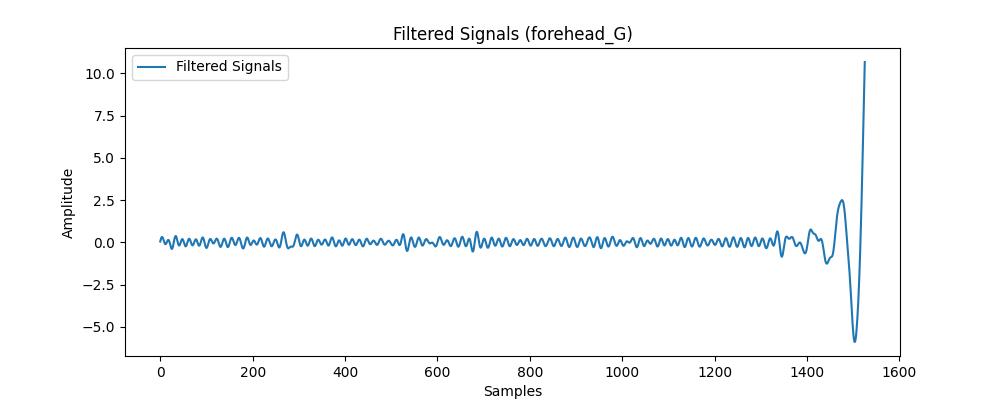 Filtered Signals (forehead_G)
Filtered Signals
10.0
7.5
5.0
2.5
0.0
−2.5
−5.0
Amplitude
0 200 400 600 800 1000 1200 1400 1600
Samples